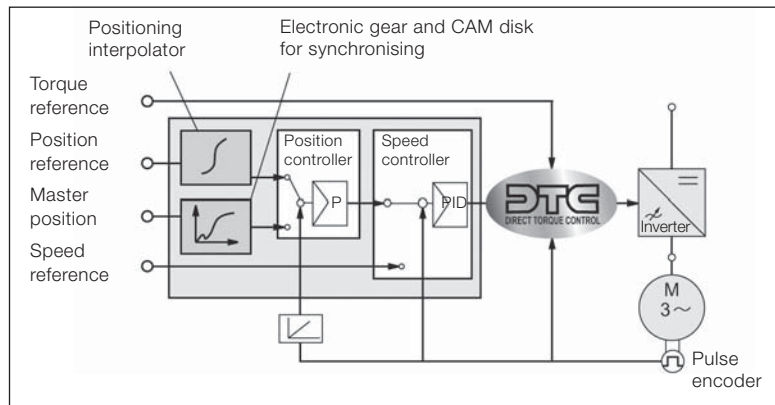 Positioning
interpolator
Electronic gear and CAM disk
for synchronising
Torque
reference
Position
reference
Master
position
Speed
reference
Position
controller
P
Speed
controller
PID
DTC
DIRECT TORQUE CONTROL
Inverter
M
3~
Pulse
encoder